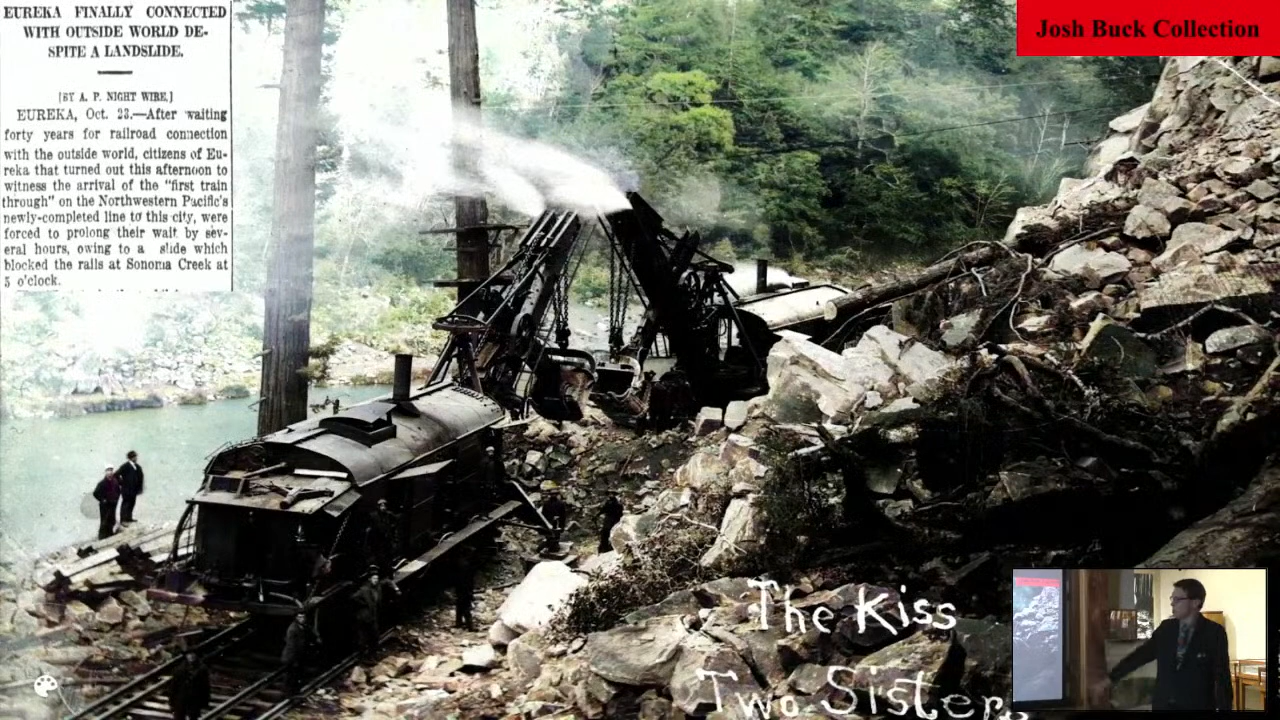 EUREKA FINALLY CONNECTED
WITH OUTSIDE WORLD DE-
SPITE A LANDSLIDE.
[BY A. P. NIGHT WIRE.]
EUREKA, Oct. 23.—After waiting
forty years for railroad connection
with the outside world, citizens of Eu-
reka that turned out this afternoon to
witness the arrival of the "first train
through" on the Northwestern Pacific's
newly-completed line to this city, were
forced to prolong their wait by sev-
eral hours, owing to a slide which
blocked the rails at Sonoma Creek at
5 o'clock.
Josh Buck Collection
The Kiss
Two Sisters